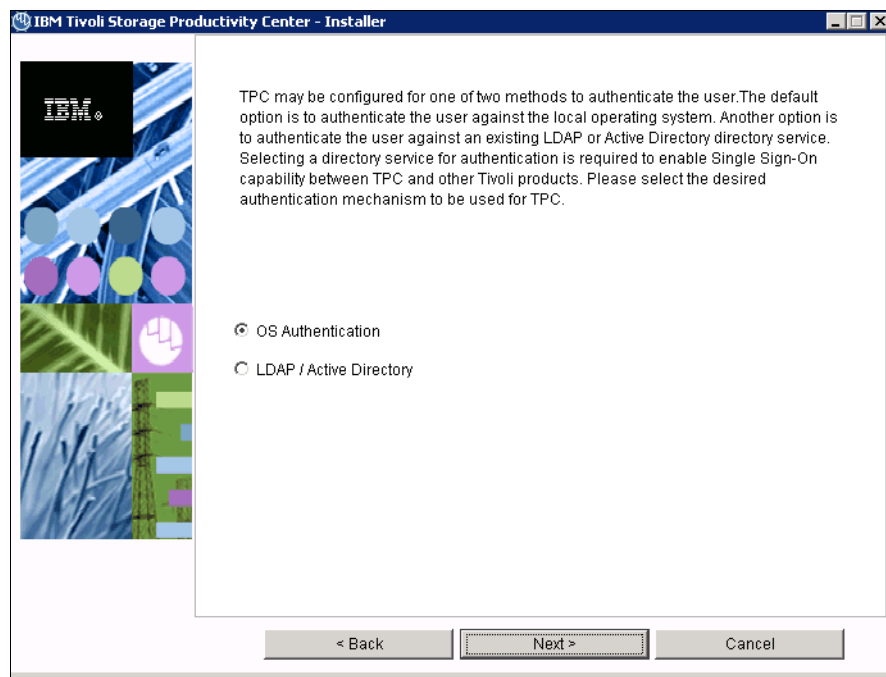 IBM Tivoli Storage Productivity Center - Installer
IBM®
TPC may be configured for one of two methods to authenticate the user.The default
option is to authenticate the user against the local operating system. Another option is
to authenticate the user against an existing LDAP or Active Directory directory service.
Selecting a directory service for authentication is required to enable Single Sign-On
capability between TPC and other Tivoli products. Please select the desired
authentication mechanism to be used for TPC.
OS Authentication
LDAP / Active Directory
< Back
Next >
Cancel